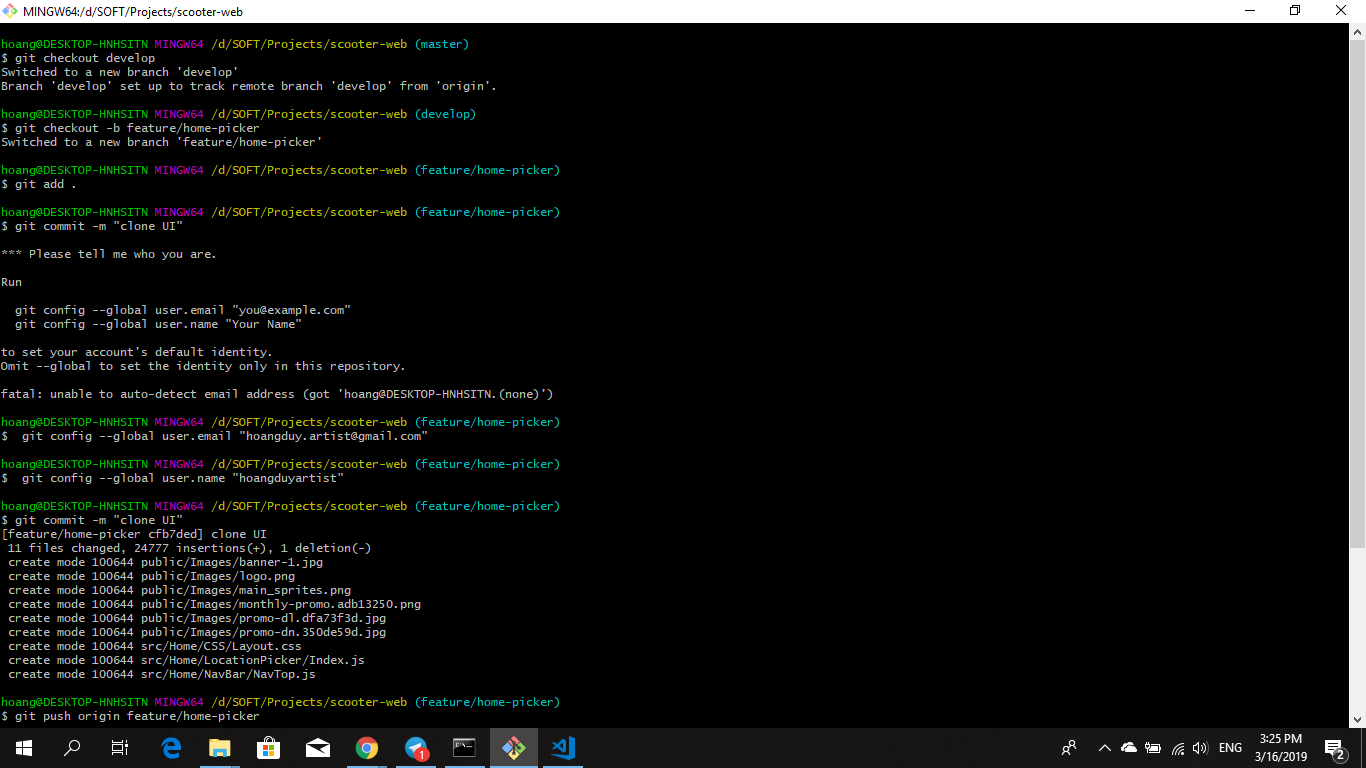 MINGW64:/d/SOFT/Projects/scooter-web
hoang@DESKTOP-HNHSITN MINGW64 /d/SOFT/Projects/scooter-web (master)
$ git checkout develop
Switched to a new branch 'develop'
Branch 'develop' set up to track remote branch 'develop' from 'origin'.
hoang@DESKTOP-HNHSITN MINGW64 /d/SOFT/Projects/scooter-web (develop)
$ git checkout -b feature/home-picker
Switched to a new branch 'feature/home-picker'
hoang@DESKTOP-HNHSITN MINGW64 /d/SOFT/Projects/scooter-web (feature/home-picker)
$ git add .
hoang@DESKTOP-HNHSITN MINGW64 /d/SOFT/Projects/scooter-web (feature/home-picker)
$ git commit -m "clone UI"
*** Please tell me who you are.
Run
  git config --global user.email "you@example.com"
  git config --global user.name "Your Name"
to set your account's default identity.
Omit --global to set the identity only in this repository.
fatal: unable to auto-detect email address (got 'hoang@DESKTOP-HNHSITN.(none)')
hoang@DESKTOP-HNHSITN MINGW64 /d/SOFT/Projects/scooter-web (feature/home-picker)
$  git config --global user.email "hoangduy.artist@gmail.com"
hoang@DESKTOP-HNHSITN MINGW64 /d/SOFT/Projects/scooter-web (feature/home-picker)
$  git config --global user.name "hoangduyartist"
hoang@DESKTOP-HNHSITN MINGW64 /d/SOFT/Projects/scooter-web (feature/home-picker)
$ git commit -m "clone UI"
[feature/home-picker cfb7ded] clone UI
 11 files changed, 24777 insertions(+), 1 deletion(-)
 create mode 100644 public/Images/banner-1.jpg
 create mode 100644 public/Images/logo.png
 create mode 100644 public/Images/main_sprites.png
 create mode 100644 public/Images/monthly-promo.adb13250.png
 create mode 100644 public/Images/promo-dl.dfa73f3d.jpg
 create mode 100644 public/Images/promo-dn.350de59d.jpg
 create mode 100644 src/Home/CSS/Layout.css
 create mode 100644 src/Home/LocationPicker/Index.js
 create mode 100644 src/Home/NavBar/NavTop.js
hoang@DESKTOP-HNHSITN MINGW64 /d/SOFT/Projects/scooter-web (feature/home-picker)
$ git push origin feature/home-picker
1
ENG
3:25 PM
3/16/2019
2